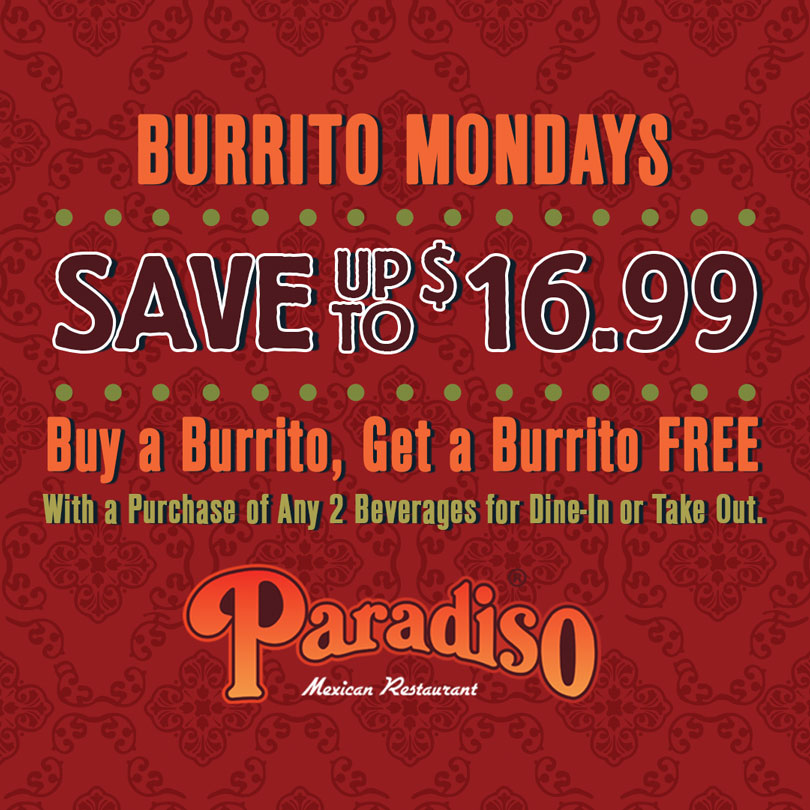 BURRITO MONDAYS
SAVE UP TO $16.99
Buy a Burrito, Get a Burrito FREE
With a Purchase of Any 2 Beverages for Dine-In or Take Out.
Paradiso®
Mexican Restaurant